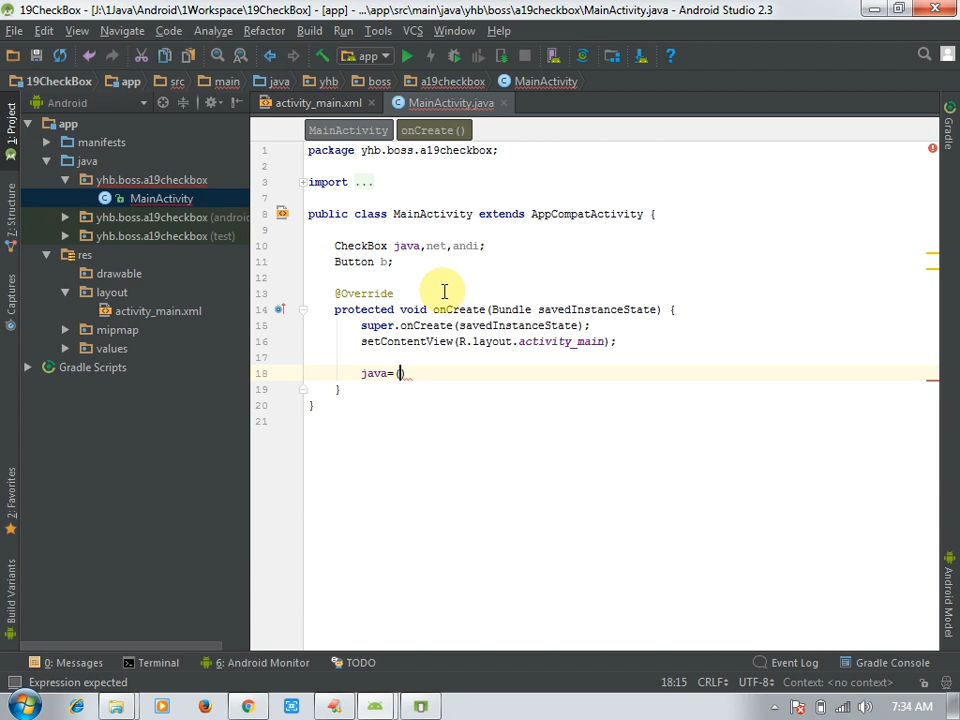 19CheckBox - [J:\1Java\Android\1Workspace\19CheckBox] - [app] - ...\app\src\main\java\yhb\boss\a19checkbox\MainActivity.java - Android Studio 2.3
File Edit View Navigate Code Analyze Refactor Build Run Tools VCS Window Help
app
19CheckBox app src main java yhb boss a19checkbox MainActivity
Android
activity_main.xml
MainActivity.java
1: Project
7: Structure
Captures
2: Favorites
Build Variants
app
manifests
java
yhb.boss.a19checkbox
MainActivity
yhb.boss.a19checkbox (android
yhb.boss.a19checkbox (test)
res
drawable
layout
activity_main.xml
mipmap
values
Gradle Scripts
MainActivity onCreate()
1 package yhb.boss.a19checkbox;
2
3 import ...
7
8 public class MainActivity extends AppCompatActivity {
9
10 CheckBox java,net,andi;
11 Button b;
12
13 @Override
14 protected void onCreate(Bundle savedInstanceState) {
15 super.onCreate(savedInstanceState);
16 setContentView(R.layout.activity_main);
17
18 java=()
19 }
20 }
21
Gradle
Android Model
0: Messages Terminal 6: Android Monitor TODO Event Log Gradle Console
Expression expected 18:15 CRLF÷ UTF-8÷ Context: <no context>
7:34 AM